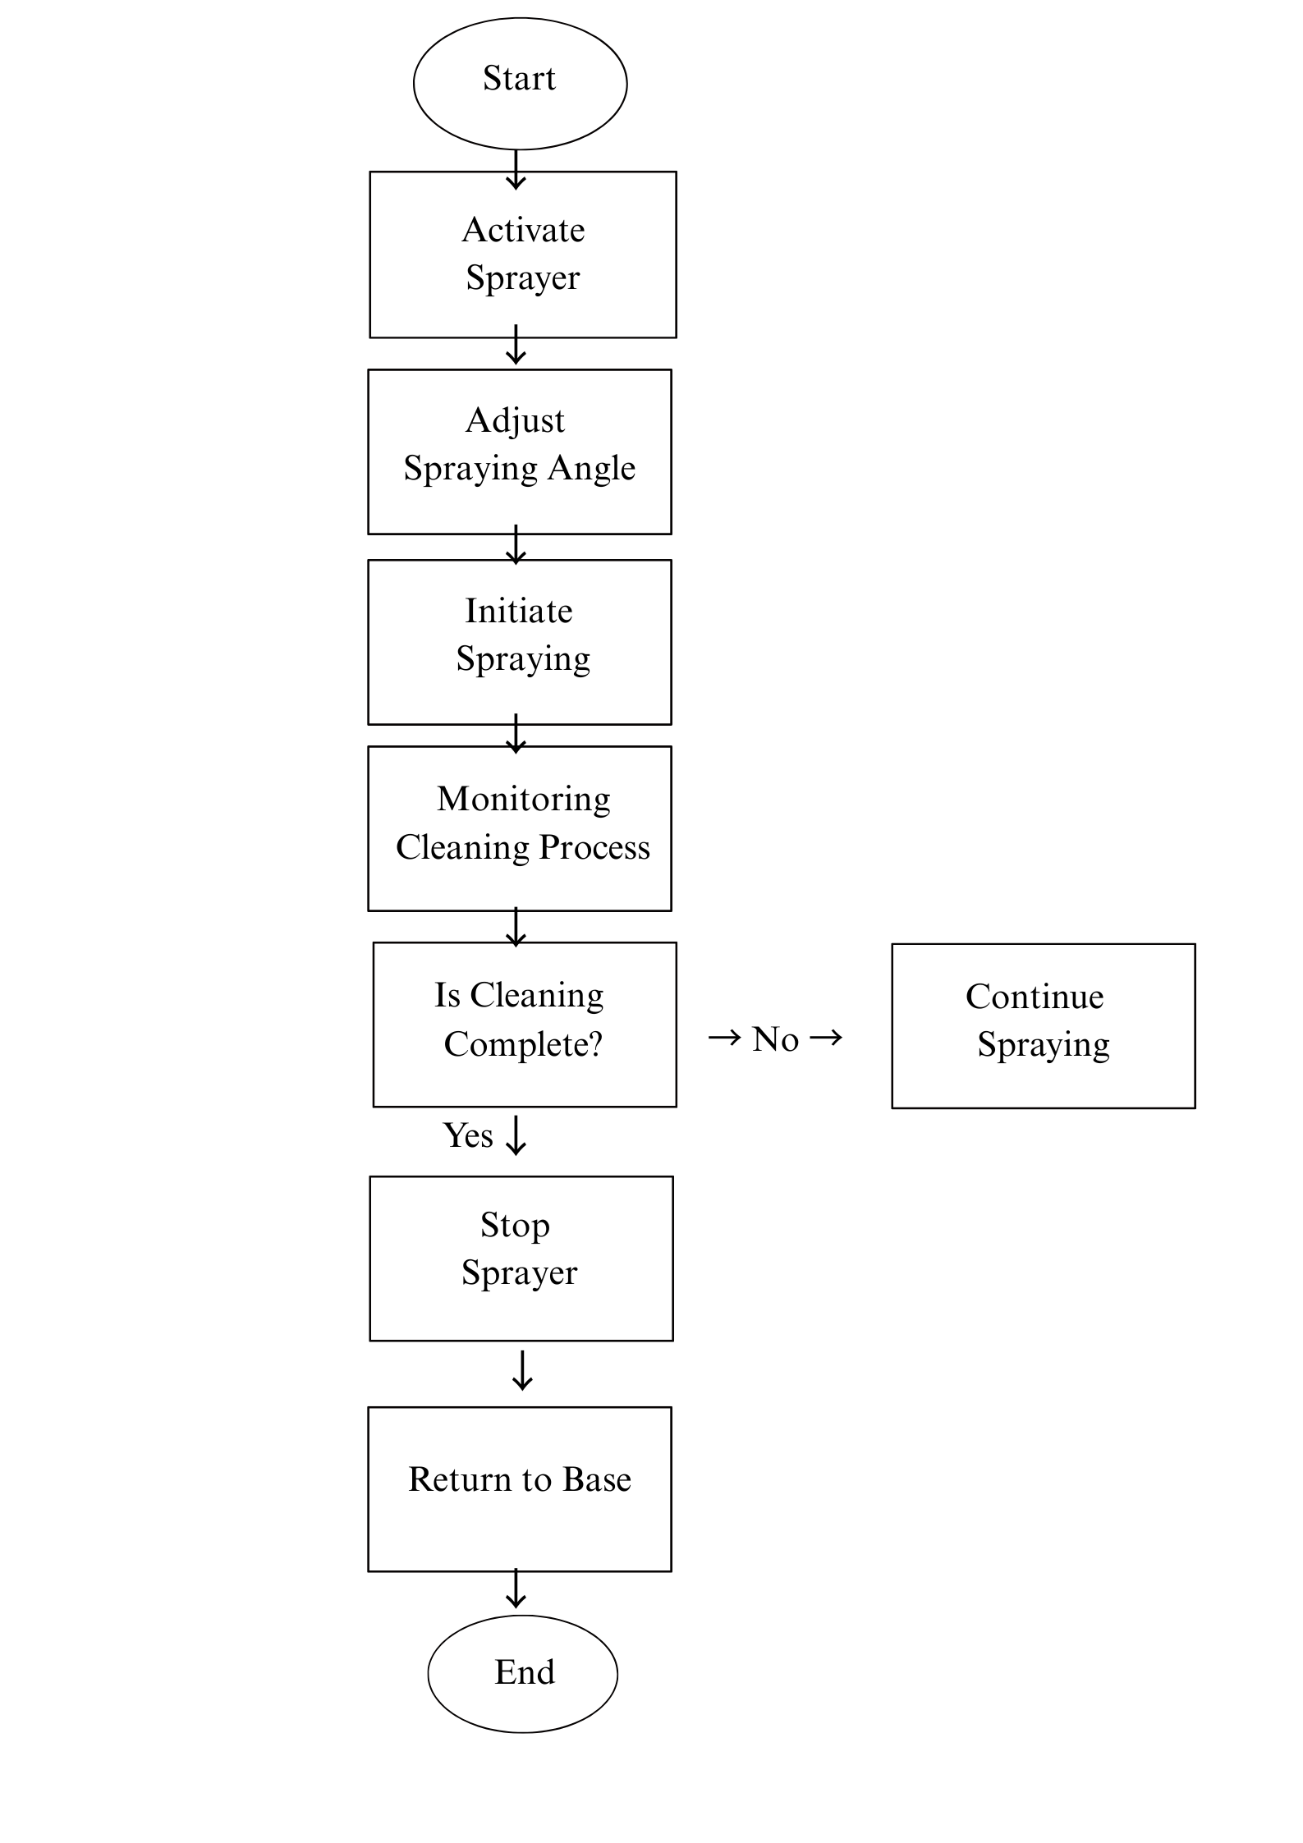 Start
Activate
Sprayer
Adjust
Spraying Angle
Initiate
Spraying
Monitoring
Cleaning Process
Is Cleaning
Complete?
→ No →
Continue
Spraying
Yes
Stop
Sprayer
Return to Base
End